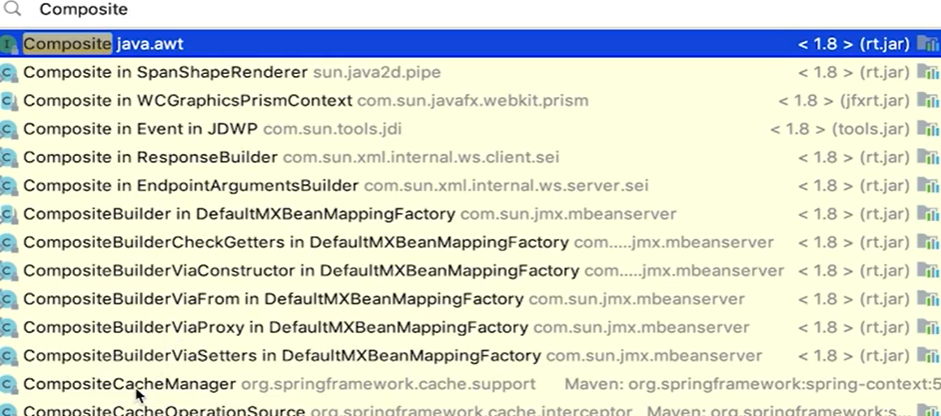 Composite
Composite java.awt < 1.8 > (rt.jar)
Composite in SpanShapeRenderer sun.java2d.pipe < 1.8 > (rt.jar)
Composite in WCGraphicsPrismContext com.sun.javafx.webkit.prism < 1.8 > (jfxrt.jar)
Composite in Event in JDWP com.sun.tools.jdi < 1.8 > (tools.jar)
Composite in ResponseBuilder com.sun.xml.internal.ws.client.sei < 1.8 > (rt.jar)
Composite in EndpointArgumentsBuilder com.sun.xml.internal.ws.server.sei < 1.8 > (rt.jar)
CompositeBuilder in DefaultMXBeanMappingFactory com.sun.jmx.mbeanserver < 1.8 > (rt.jar)
CompositeBuilderCheckGetters in DefaultMXBeanMappingFactory com.....jmx.mbeanserver < 1.8 > (rt.jar)
CompositeBuilderViaConstructor in DefaultMXBeanMappingFactory com.....jmx.mbeanserver < 1.8 > (rt.jar)
CompositeBuilderViaFrom in DefaultMXBeanMappingFactory com.sun.jmx.mbeanserver < 1.8 > (rt.jar)
CompositeBuilderViaProxy in DefaultMXBeanMappingFactory com.sun.jmx.mbeanserver < 1.8 > (rt.jar)
CompositeBuilderViaSetters in DefaultMXBeanMappingFactory com.sun.jmx.mbeanserver < 1.8 > (rt.jar)
CompositeCacheManager org.springframework.cache.support Maven: org.springframework:spring-context:5
CompositeCacheOperationSource org.springframework.cache.interceptor Maven: org.springframework:s...